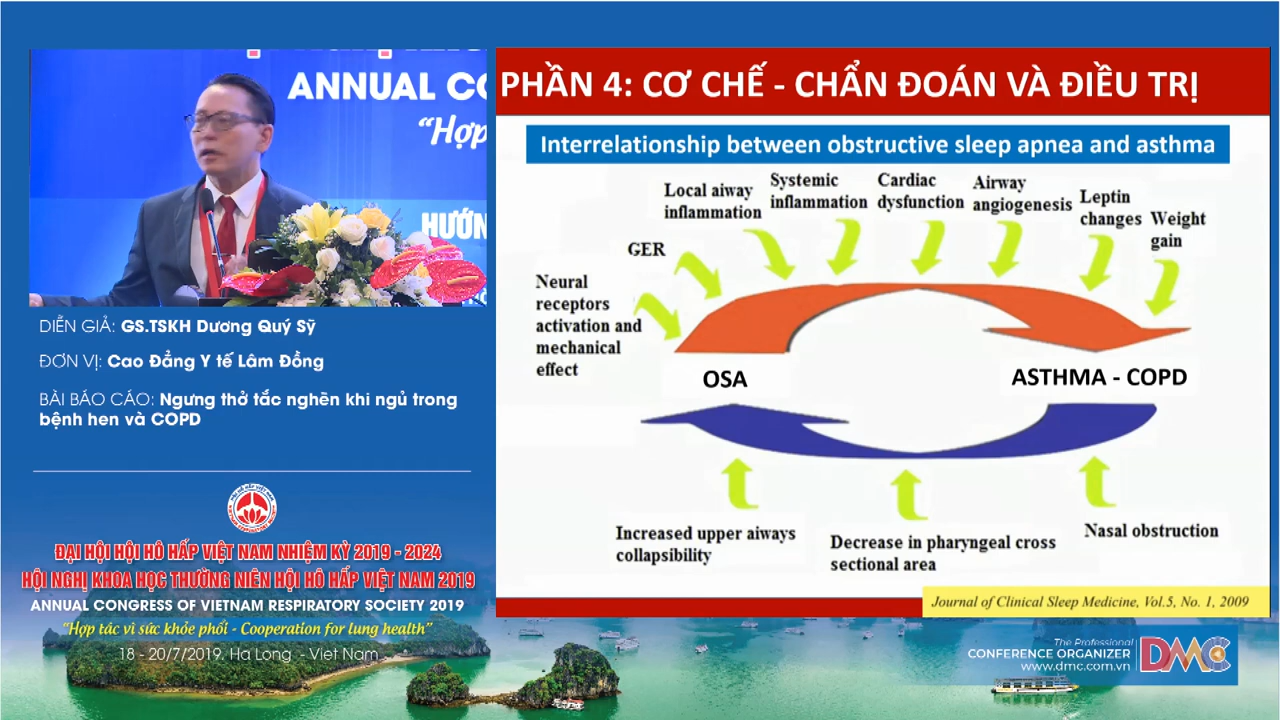 ANNUAL CO
“Hợp
HƯỚN
DIỄN GIẢ: GS.TSKH Dương Quý Sỹ
ĐƠN VỊ: Cao Đẳng Y tế Lâm Đồng
BÀI BÁO CÁO: Ngưng thở tắc nghẽn khi ngủ trong
bệnh hen và COPD
ĐẠI HỘI HỘI HÔ HẤP VIỆT NAM NHIỆM KỲ 2019 - 2024
HỘI NGHỊ KHOA HỌC THƯỜNG NIÊN HỘI HÔ HẤP VIỆT NAM 2019
ANNUAL CONGRESS OF VIETNAM RESPIRATORY SOCIETY 2019
“Hợp tác vì sức khỏe phổi - Cooperation for lung health”
18 - 20/7/2019. Ha Long - Viet Nam
PHẦN 4: CƠ CHẾ - CHẨN ĐOÁN VÀ ĐIỀU TRỊ
Interrelationship between obstructive sleep apnea and asthma
Neural
receptors
activation and
mechanical
effect
GER
Local aiway
inflammation
Systemic
inflammation
Cardiac
dysfunction
Airway
angiogenesis
Leptin
changes
Weight
gain
OSA
ASTHMA - COPD
Increased upper aiways
collapsibility
Decrease in pharyngeal cross
sectional area
Nasal obstruction
Journal of Clinical Sleep Medicine, Vol.5, No. 1, 2009
The Professional
CONFERENCE ORGANIZER
www.dmc.com.vn
DMC